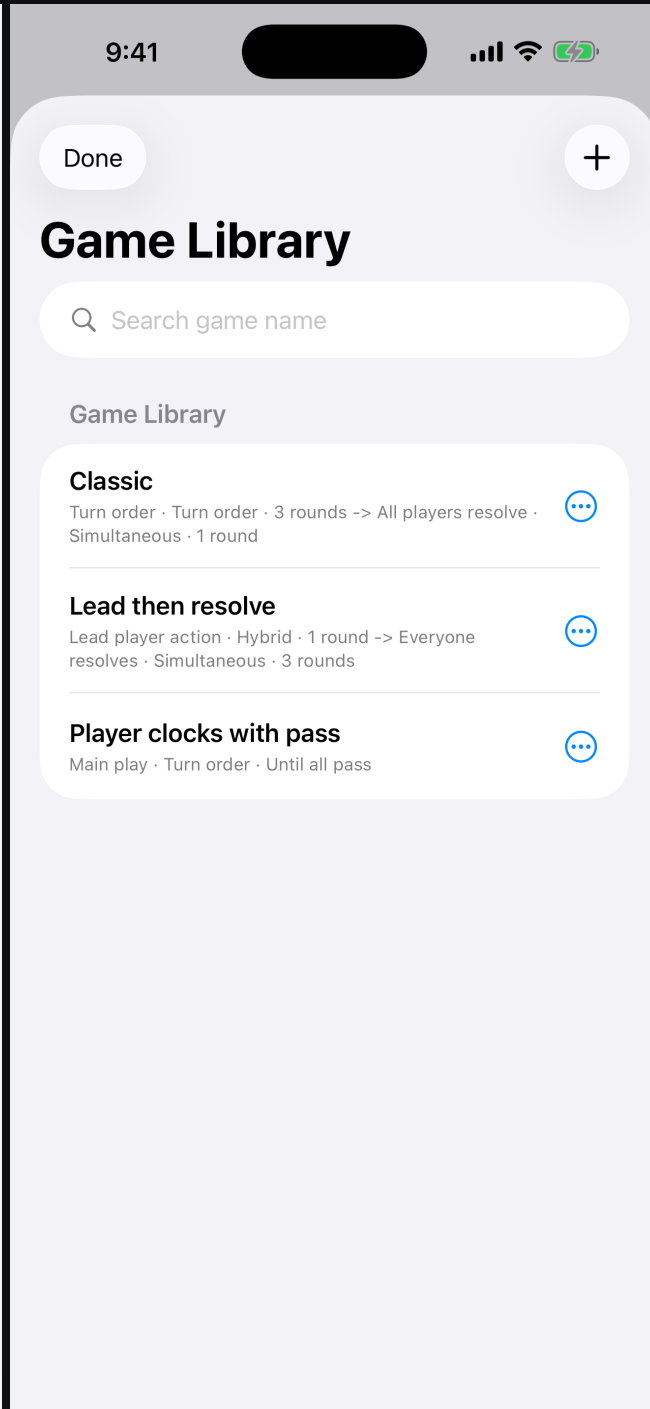 9:41
Done
Game Library
Search game name
Game Library
Classic
Turn order · Turn order · 3 rounds -> All players resolve ·
Simultaneous · 1 round
Lead then resolve
Lead player action · Hybrid · 1 round -> Everyone
resolves · Simultaneous · 3 rounds
Player clocks with pass
Main play · Turn order · Until all pass